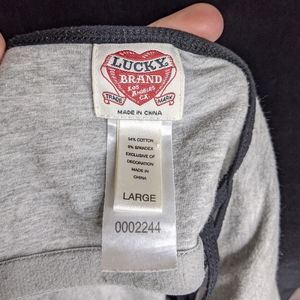 LUCKY
BRAND
LOS ANGELES
CA.
TRADE MARK
MADE IN CHINA
94% COTTON
6% SPANDEX
EXCLUSIVE OF
DECORATION
MADE IN
CHINA
LARGE
0002244